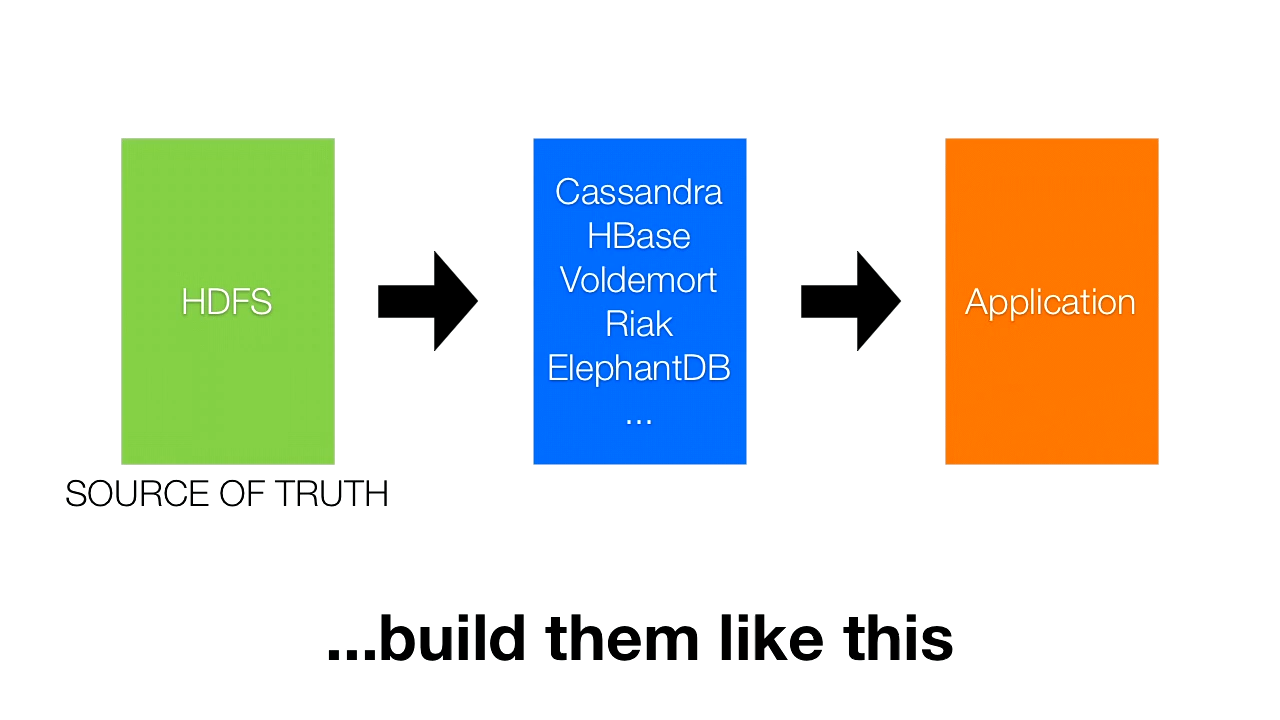 HDFS
Cassandra
HBase
Voldemort
Riak
ElephantDB
...
Application
SOURCE OF TRUTH
...build them like this